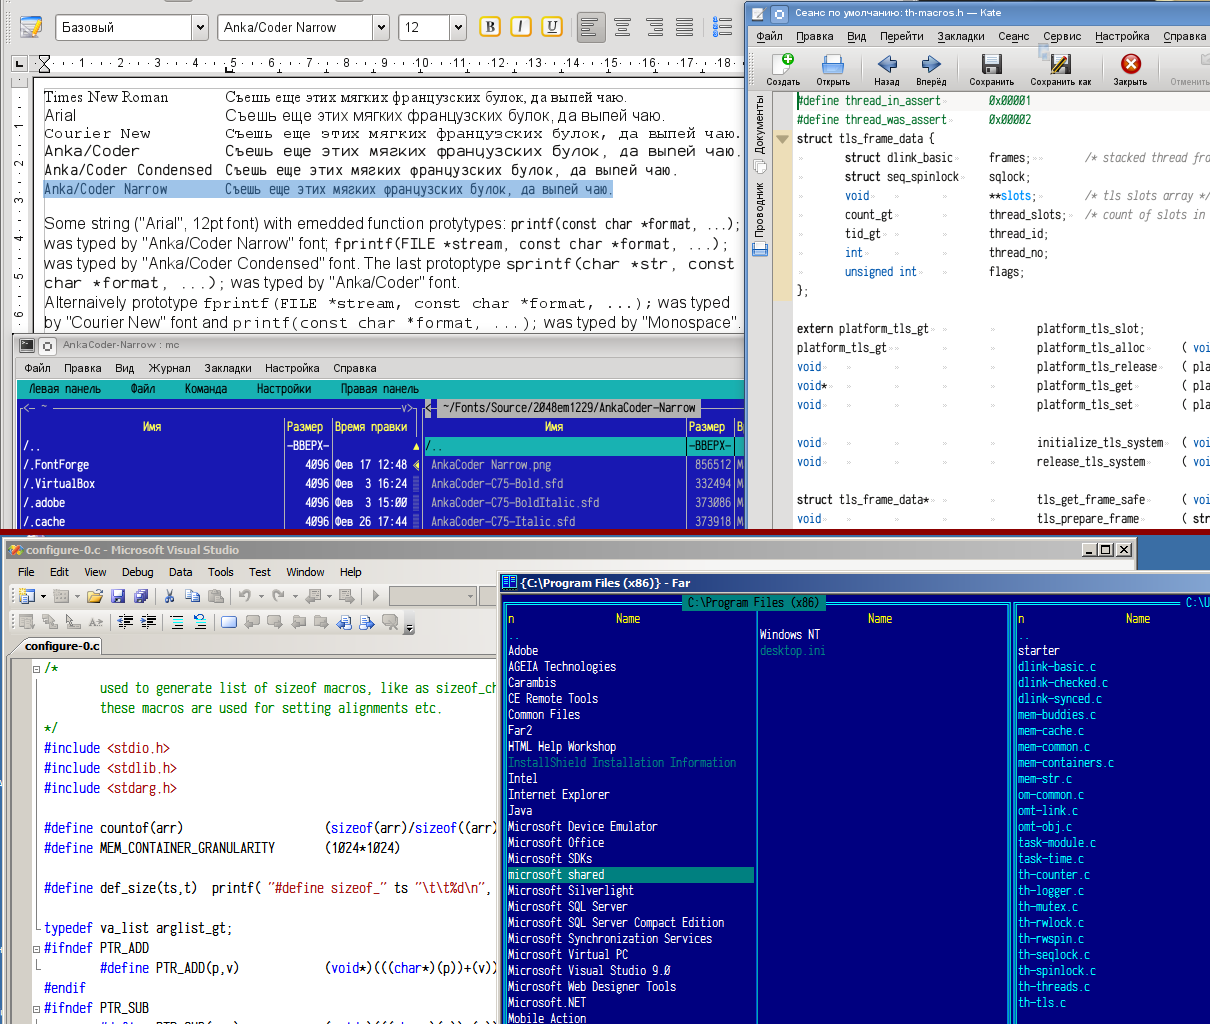 Базовый
Anka/Coder Narrow
12
B I U
1 2 3 4 5 6 7 8 9 10 11 12 13 14 15 16 17 18
Times New Roman Съешь еще этих мягких французских булок, да выпей чаю.
Arial Съешь еще этих мягких французских булок, да выпей чаю.
Courier New Съешь еще этих мягких французских булок, да выпей чаю.
Anka/Coder Съешь еще этих мягких французских булок, да выпей чаю.
Anka/Coder Condensed Съешь еще этих мягких французских булок, да выпей чаю.
Anka/Coder Narrow Съешь еще этих мягких французских булок, да выпей чаю.
Some string ("Arial", 12pt font) with emedded function protytypes: printf(const char *format, ...);
was typed by "Anka/Coder Narrow" font; fprintf(FILE *stream, const char *format, ...);
was typed by "Anka/Coder Condensed" font. The last protoptype sprintf(char *str, const
char *format, ...); was typed by "Anka/Coder" font.
Alternaively prototype fprintf(FILE *stream, const char *format, ...); was typed
by "Courier New" font and printf(const char *format, ...); was typed by "Monospace".
Сеанс по умолчанию: th-macros.h — Kate
Файл Правка Вид Перейти Закладки Сеанс Сервис Настройка Справка
Создать Открыть Назад Вперёд Сохранить Сохранить как Закрыть Отменить
Документы
Проводник
#define thread_in_assert 0x00001
#define thread_was_assert 0x00002
struct tls_frame_data {
struct dlink_basic frames; /* stacked thread fra
struct seq_spinlock sqlock;
void **slots; /* tls slots array */
count_gt thread_slots; /* count of slots in
tid_gt thread_id;
int thread_no;
unsigned int flags;
};
extern platform_tls_gt platform_tls_slot;
platform_tls_gt platform_tls_alloc ( voi
void platform_tls_release ( pla
void* platform_tls_get ( pla
void platform_tls_set ( pla
void initialize_tls_system ( voi
void release_tls_system ( voi
struct tls_frame_data* tls_get_frame_safe ( voi
void tls_prepare_frame ( str
AnkaCoder-Narrow : mc
Файл Правка Вид Журнал Закладки Настройка Справка
Левая панель Файл Команда Настройки Правая панель
<- ~ v>
<- ~/Fonts/Source/2048em1229/AnkaCoder-Narrow
Имя Размер Время правки Имя Размер В
/.. -ВВЕРХ- /.. -ВВЕРХ-
/.FontForge 4096 Фев 17 12:48 AnkaCoder Narrow.png 856512 М
/.VirtualBox 4096 Фев 3 16:24 AnkaCoder-C75-Bold.sfd 332494 М
/.adobe 4096 Фев 3 15:00 AnkaCoder-C75-BoldItalic.sfd 373086 М
/.cache 4096 Фев 26 17:44 AnkaCoder-C75-Italic.sfd 373918 М
configure-0.c - Microsoft Visual Studio
File Edit View Debug Data Tools Test Window Help
configure-0.c
/*
used to generate list of sizeof macros, like as sizeof_ch
these macros are used for setting alignments etc.
*/
#include <stdio.h>
#include <stdlib.h>
#include <stdarg.h>
#define countof(arr) (sizeof(arr)/sizeof((arr)
#define MEM_CONTAINER_GRANULARITY (1024*1024)
#define def_size(ts,t) printf( "#define sizeof_" ts "\t\t%d\n",
typedef va_list arglist_gt;
#ifndef PTR_ADD
#define PTR_ADD(p,v) (void*)(((char*)(p))+(v))
#endif
#ifndef PTR_SUB
{C:\Program Files (x86)} - Far
C:\Program Files (x86)
C:\U
n Name Name n Name
.. Windows NT ..
Adobe desktop.ini starter
AGEIA Technologies dlink-basic.c
Carambis dlink-checked.c
CE Remote Tools dlink-synced.c
Common Files mem-buddies.c
Far2 mem-cache.c
HTML Help Workshop mem-common.c
InstallShield Installation Information mem-containers.c
Intel mem-str.c
Internet Explorer om-common.c
Java omt-link.c
Microsoft Device Emulator omt-obj.c
Microsoft Office task-module.c
Microsoft SDKs task-time.c
microsoft shared th-counter.c
Microsoft Silverlight th-logger.c
Microsoft SQL Server th-mutex.c
Microsoft SQL Server Compact Edition th-rwlock.c
Microsoft Synchronization Services th-rwspin.c
Microsoft Virtual PC th-seqlock.c
Microsoft Visual Studio 9.0 th-spinlock.c
Microsoft Web Designer Tools th-threads.c
Microsoft.NET th-tls.c
Mobile Action